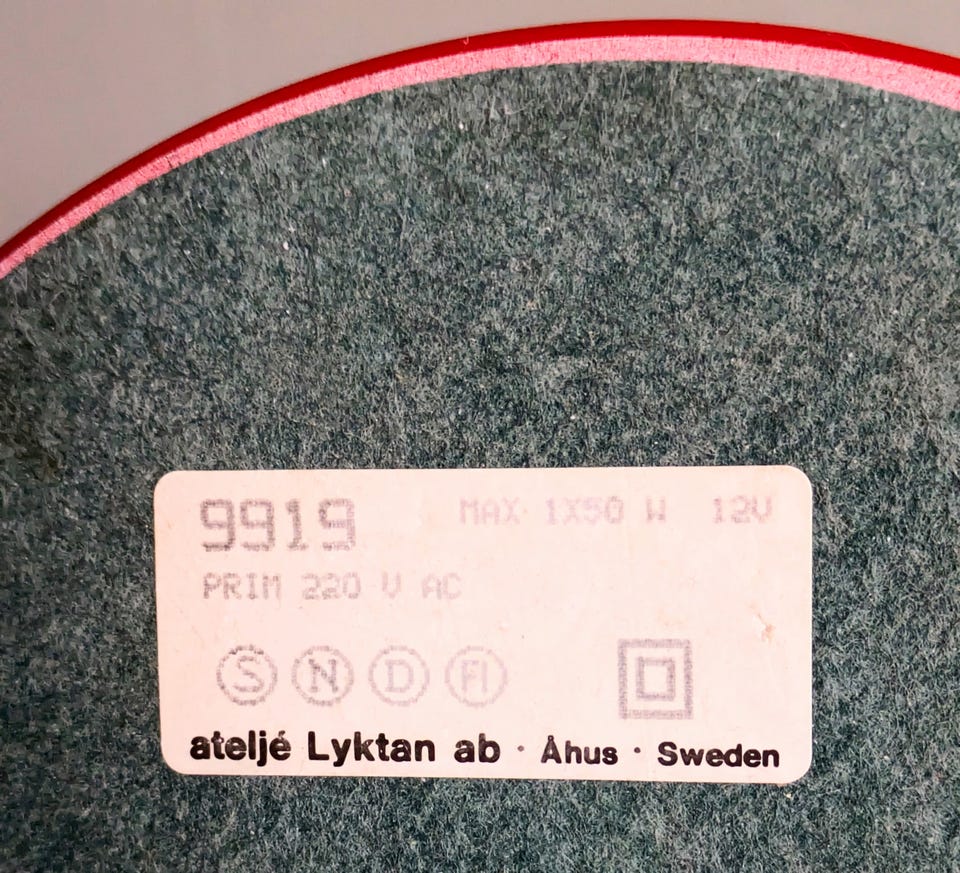 9919 MAX 1X50 W 12V
PRIM 220 V AC
S N D FI
ateljé Lyktan ab · Åhus · Sweden